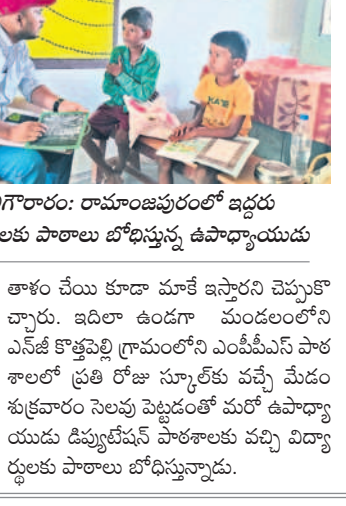 గౌరారం: రామాంజపురంలో ఇద్దరు
లకు పాఠాలు బోధిస్తున్న ఉపాధ్యాయుడు
తాళం చేయి కూడా మాకే ఇస్తారని చెప్పుకొ
చ్చారు. ఇదిలా ఉండగా మండలంలోని
ఎన్‌జీ కొత్తపెల్లి గ్రామంలోని ఎంపీపీఎస్ పాఠ
శాలలో ప్రతి రోజు స్కూల్‌కు వచ్చే మేడం
శుక్రవారం సెలవు పెట్టడంతో మరో ఉపాధ్యా
యుడు డిప్యుటేషన్ పాఠశాలకు వచ్చి విద్యా
ర్థులకు పాఠాలు బోధిస్తున్నాడు.